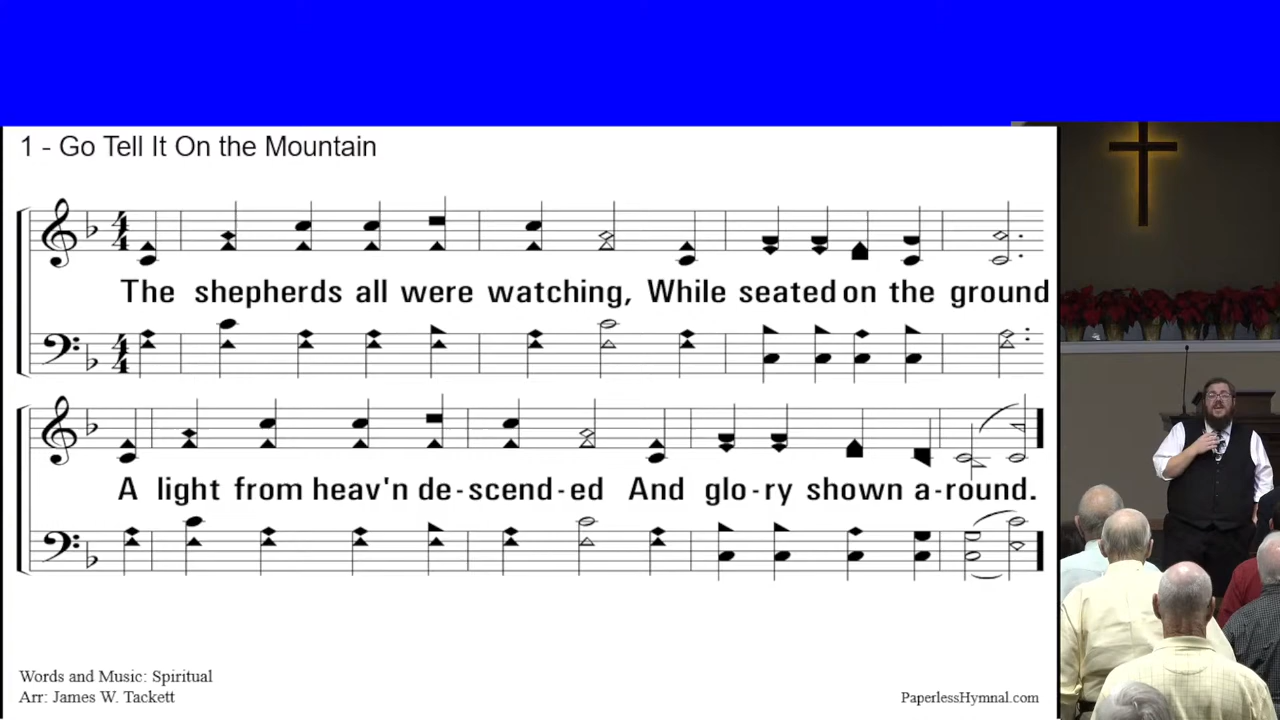 1 - Go Tell It On the Mountain
The shepherds all were watching, While seated on the ground
A light from heav'n de-scend-ed And glo-ry shown a-round.
Words and Music: Spiritual
Arr: James W. Tackett
PaperlessHymnal.com